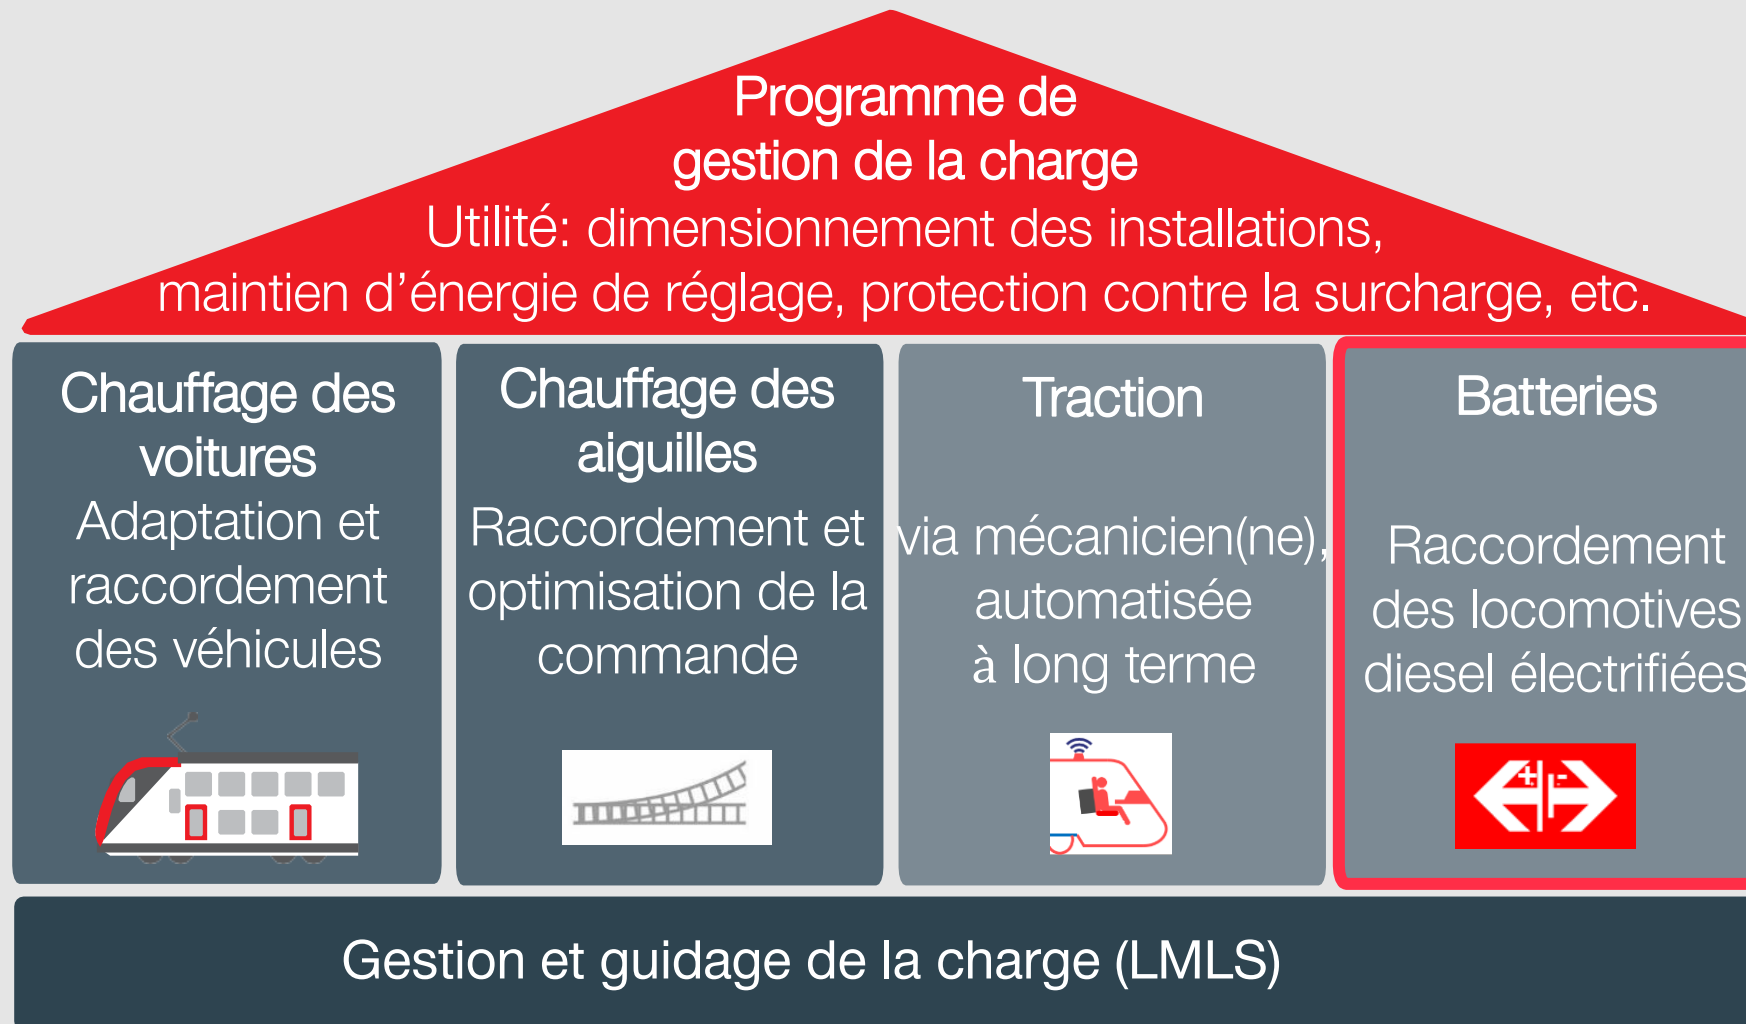 Programme de
gestion de la charge
Utilité: dimensionnement des installations,
maintien d’énergie de réglage, protection contre la surcharge, etc.
Chauffage des
voitures
Adaptation et
raccordement
des véhicules
Chauffage des
aiguilles
Raccordement et
optimisation de la
commande
Traction
via mécanicien(ne),
automatisée
à long terme
Batteries
Raccordement
des locomotives
diesel électrifiées
+ -
Gestion et guidage de la charge (LMLS)